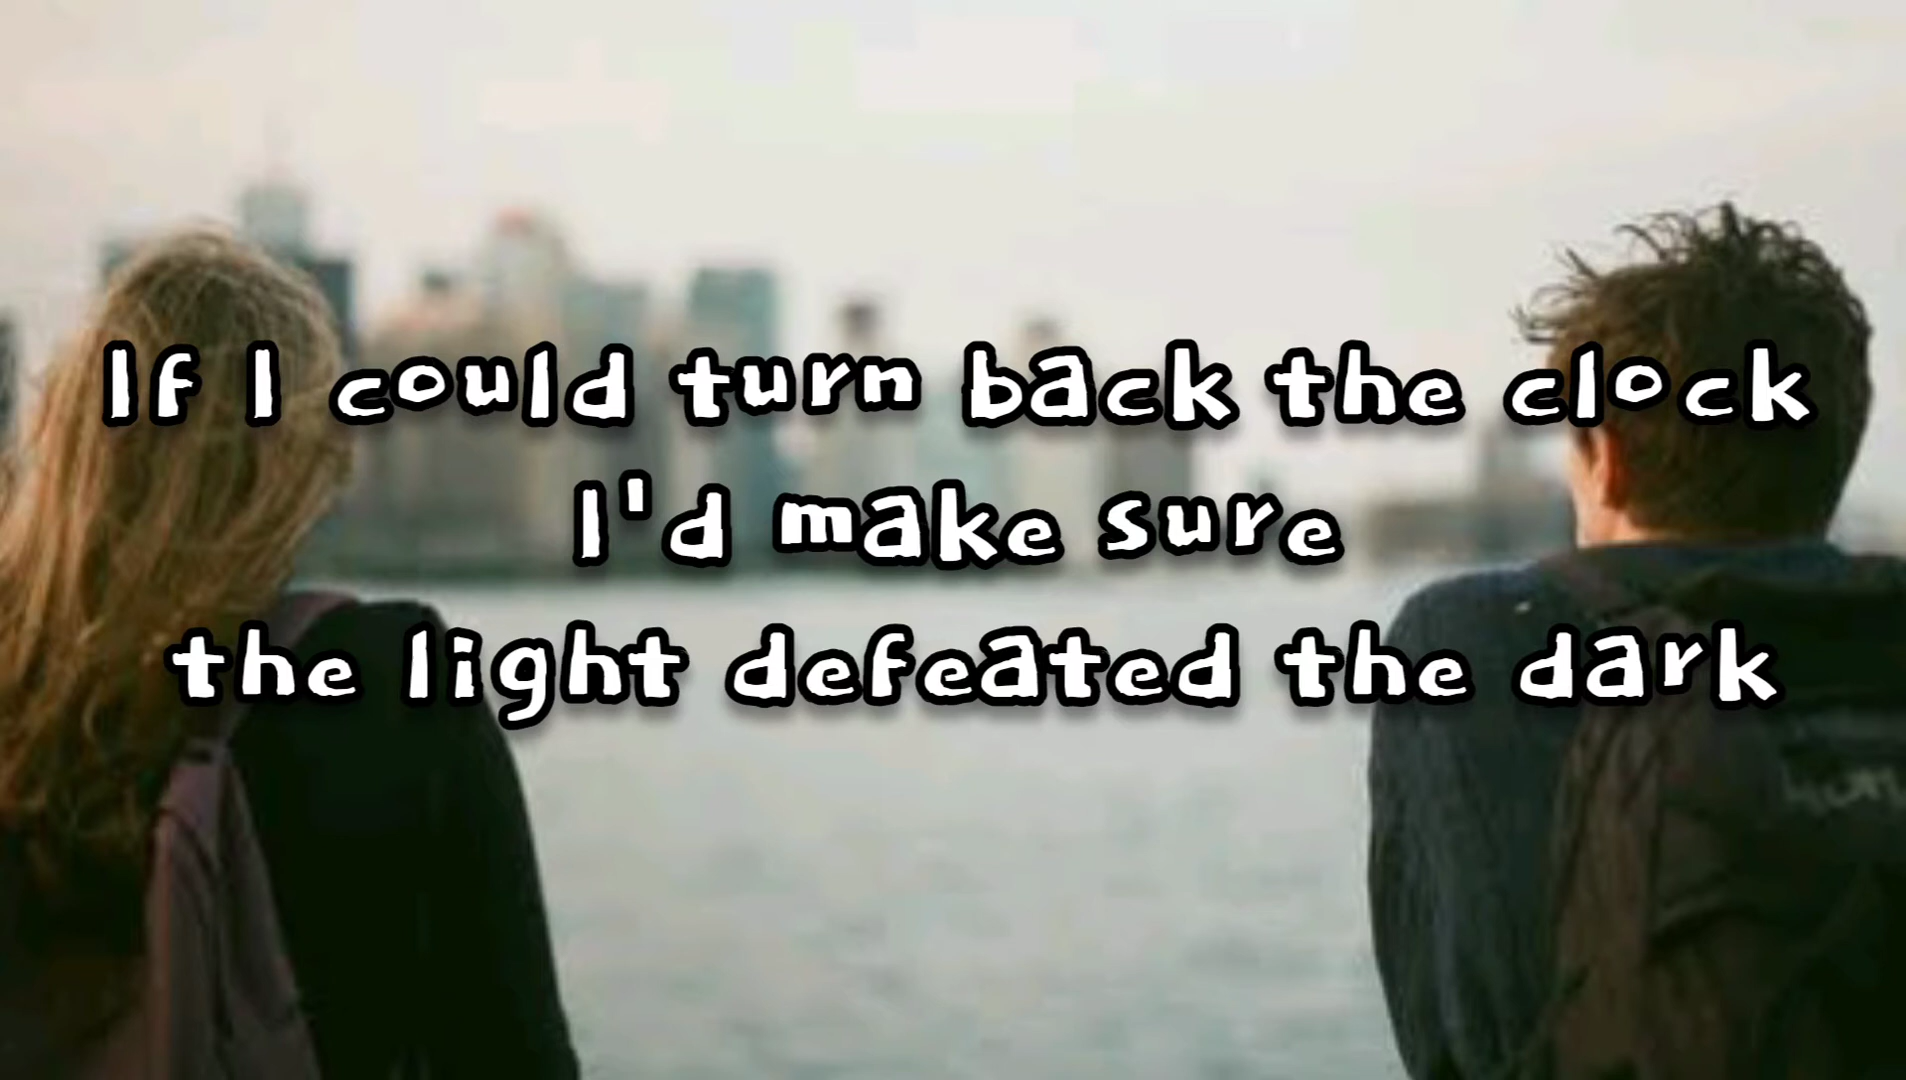 If I could turn back the clock
I'd make sure
the light defeated the dark